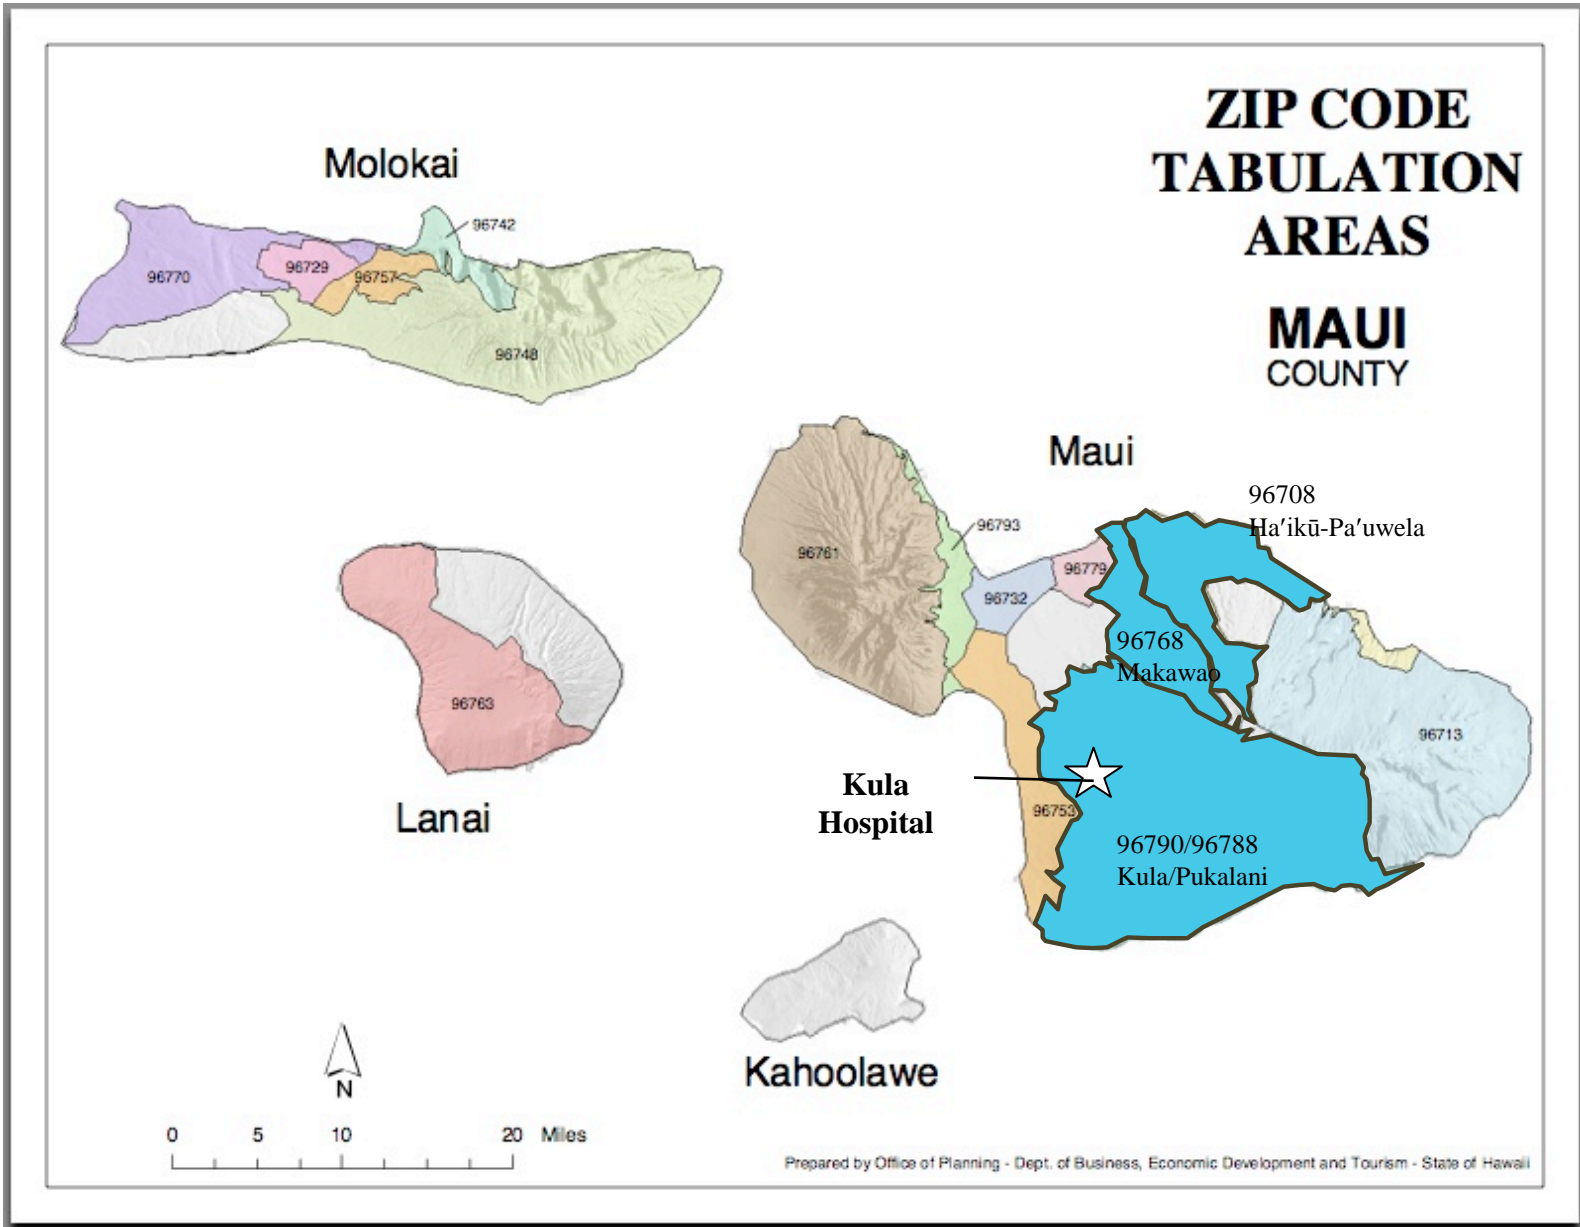 ZIP CODE
TABULATION
AREAS
MAUI
COUNTY
Molokai
96742
96770
96729
96757
96748
Maui
96708
Ha'ikū-Pa'uwela
96793
96761
96779
96732
96768
Makawao
96763
96713
Kula
Hospital
96753
Lanai
96790/96788
Kula/Pukalani
Kahoolawe
N
0 5 10 20 Miles
Prepared by Office of Planning - Dept. of Business, Economic Development and Tourism - State of Hawaii